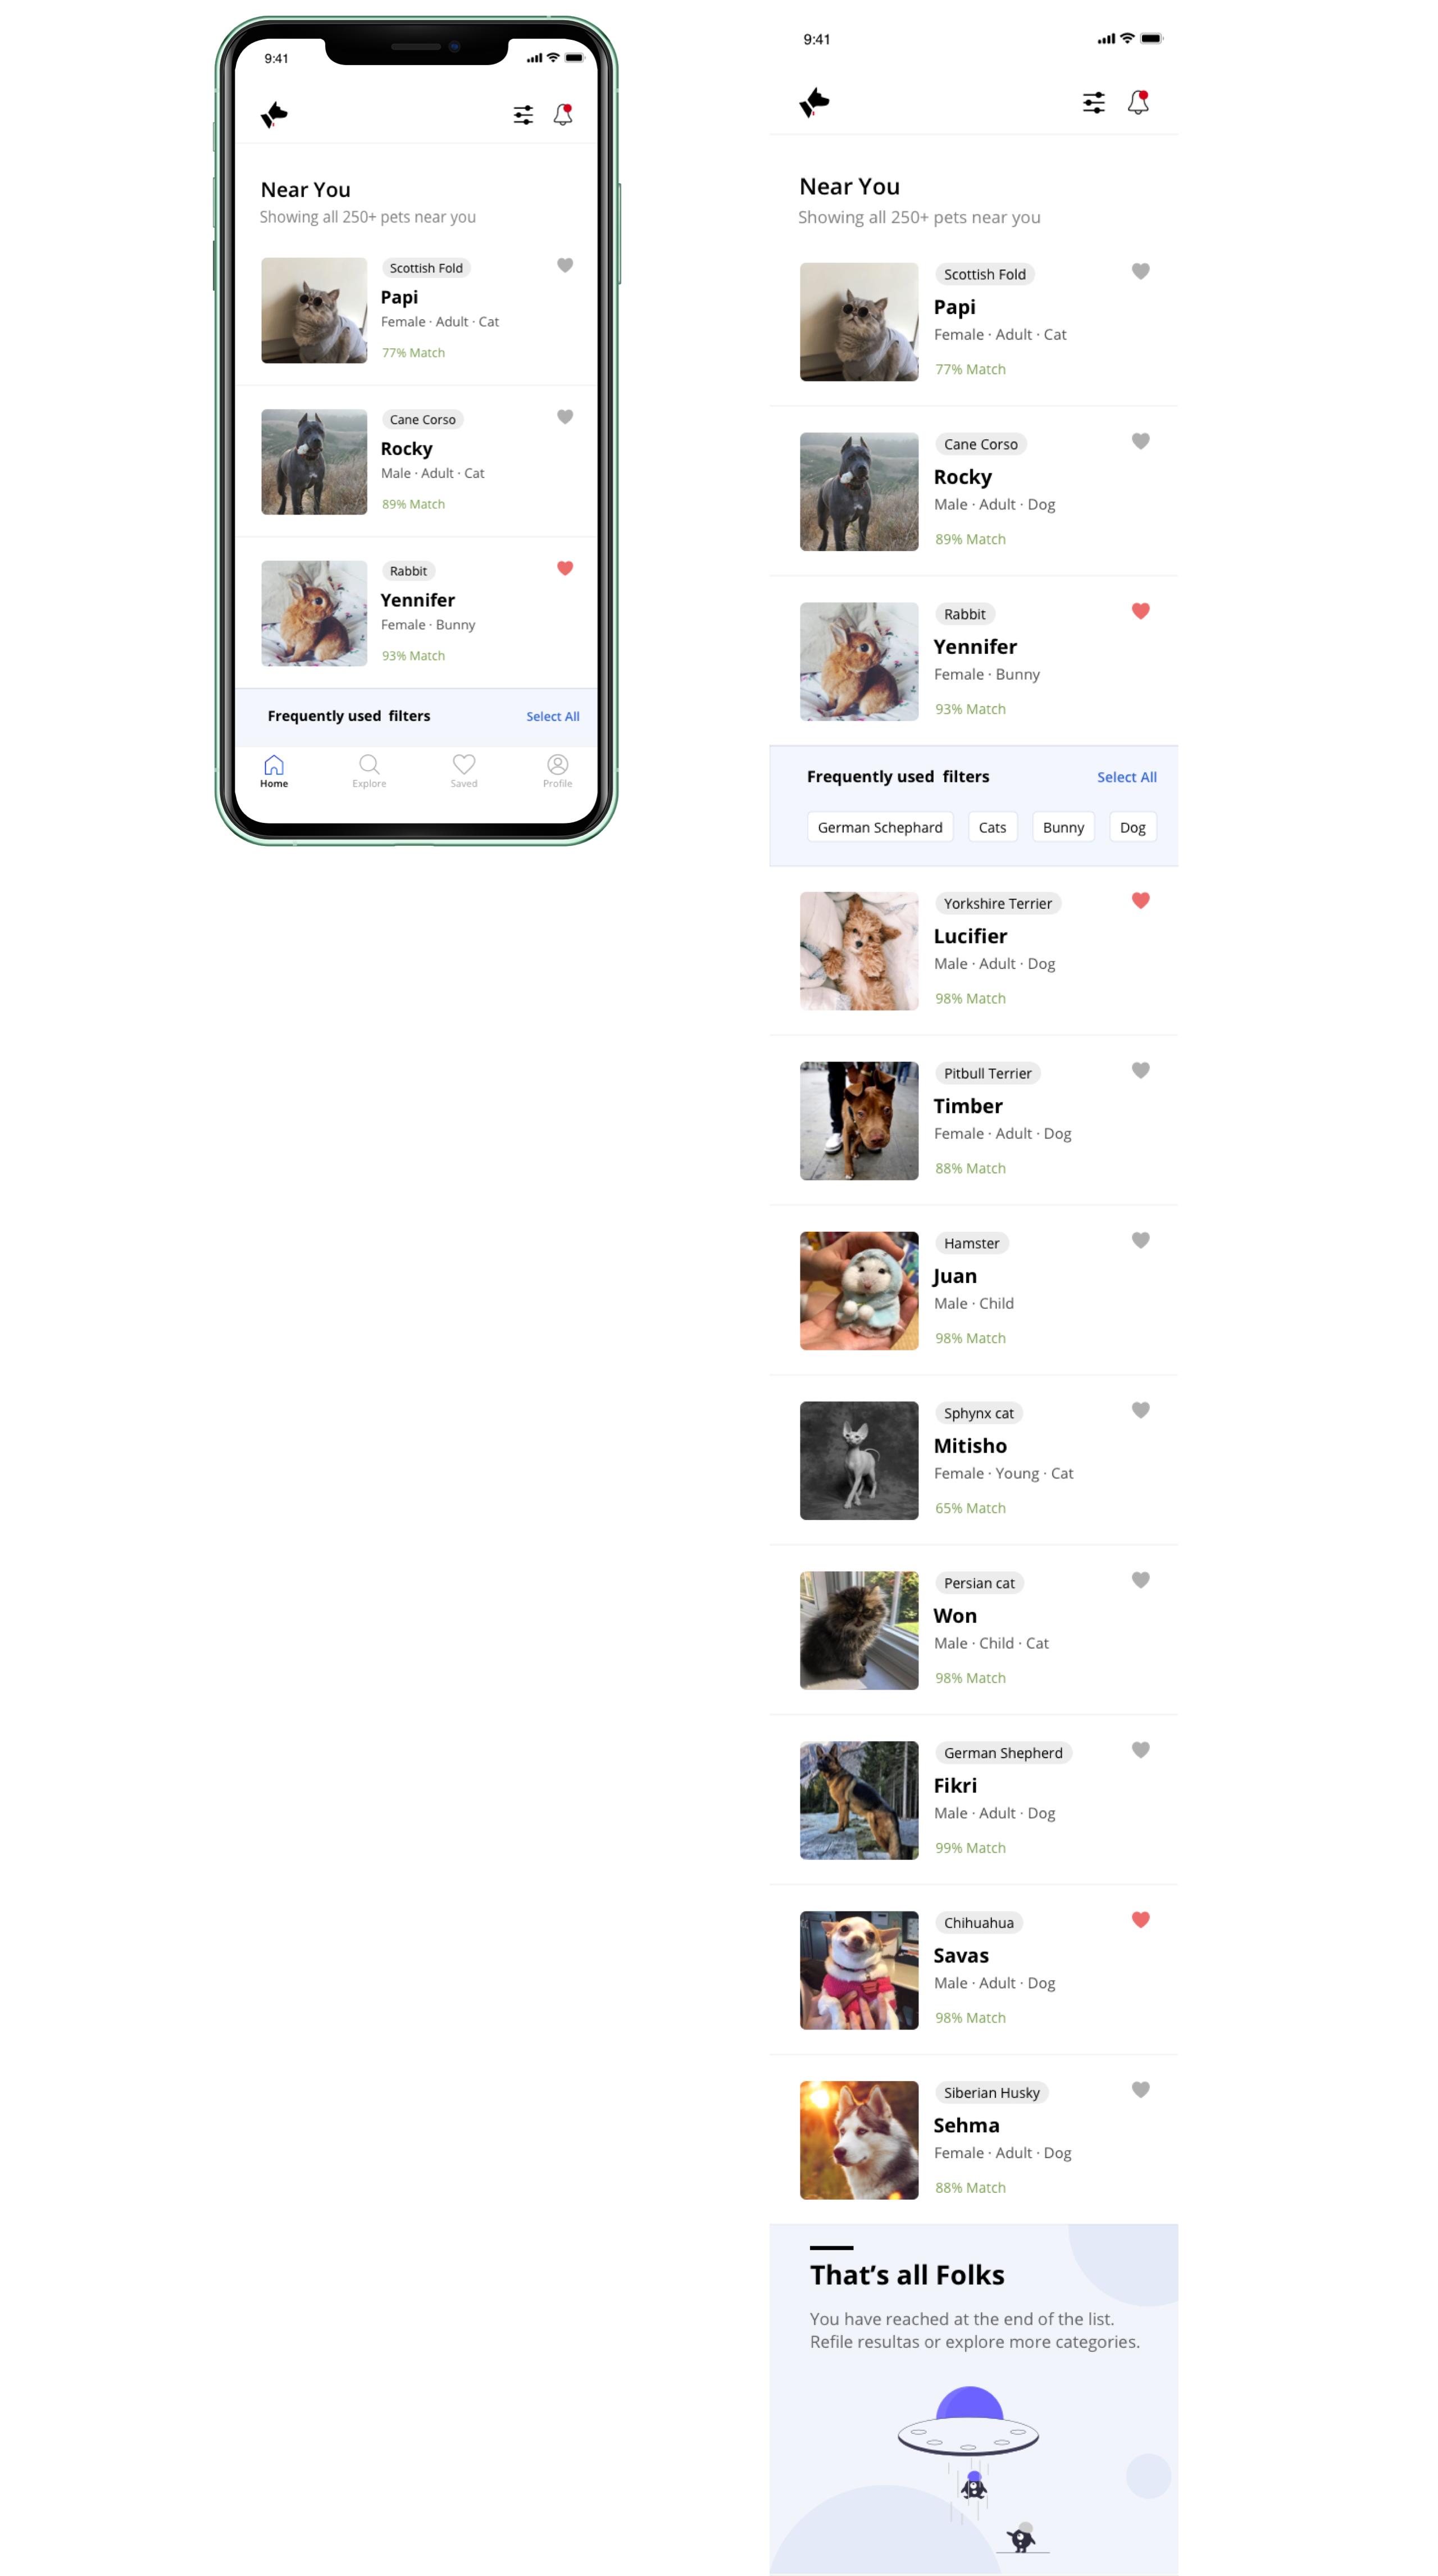 9:41
Near You
Showing all 250+ pets near you
Scottish Fold
Papi
Female · Adult · Cat
77% Match
Cane Corso
Rocky
Male · Adult · Cat
89% Match
Rabbit
Yennifer
Female · Bunny
93% Match
Frequently used filters Select All
Home Explore Saved Profile
9:41
Near You
Showing all 250+ pets near you
Scottish Fold
Papi
Female · Adult · Cat
77% Match
Cane Corso
Rocky
Male · Adult · Dog
89% Match
Rabbit
Yennifer
Female · Bunny
93% Match
Frequently used filters Select All
German Schephard Cats Bunny Dog
Yorkshire Terrier
Lucifier
Male · Adult · Dog
98% Match
Pitbull Terrier
Timber
Female · Adult · Dog
88% Match
Hamster
Juan
Male · Child
98% Match
Sphynx cat
Mitisho
Female · Young · Cat
65% Match
Persian cat
Won
Male · Child · Cat
98% Match
German Shepherd
Fikri
Male · Adult · Dog
99% Match
Chihuahua
Savas
Male · Adult · Dog
98% Match
Siberian Husky
Sehma
Female · Adult · Dog
88% Match
That’s all Folks
You have reached at the end of the list.
Refile resultas or explore more categories.